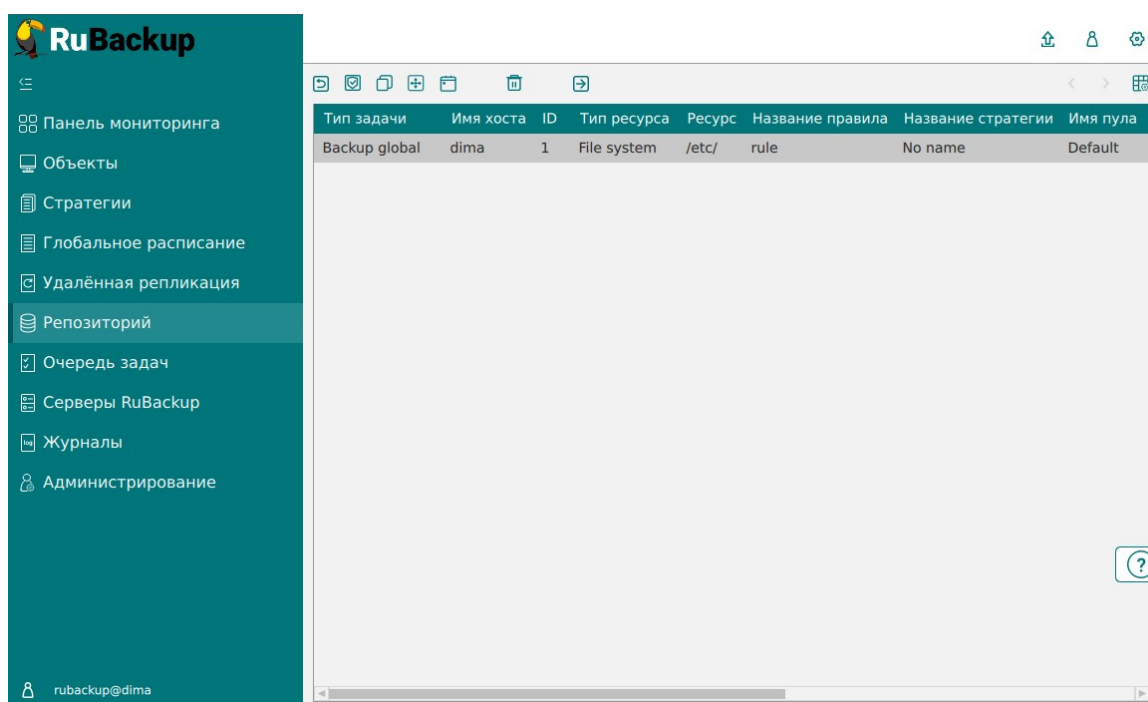 RuBackup
Панель мониторинга
Объекты
Стратегии
Глобальное расписание
Удалённая репликация
Репозиторий
Очередь задач
Серверы RuBackup
Журналы
Администрирование
rubackup@dima
Тип задачи Имя хоста ID Тип ресурса Ресурс Название правила Название стратегии Имя пула
Backup global dima 1 File system /etc/ rule No name Default
?